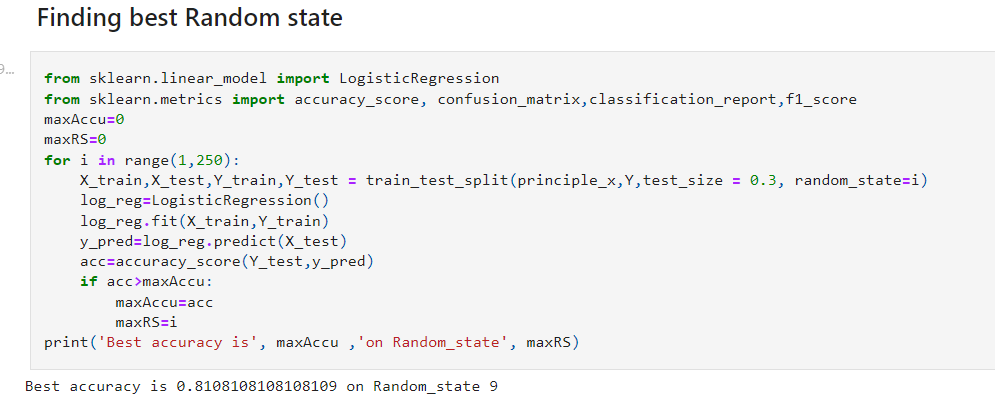 Finding best Random state
9...
from sklearn.linear_model import LogisticRegression
from sklearn.metrics import accuracy_score, confusion_matrix,classification_report,f1_score
maxAccu=0
maxRS=0
for i in range(1,250):
    X_train,X_test,Y_train,Y_test = train_test_split(principle_x,Y,test_size = 0.3, random_state=i)
    log_reg=LogisticRegression()
    log_reg.fit(X_train,Y_train)
    y_pred=log_reg.predict(X_test)
    acc=accuracy_score(Y_test,y_pred)
    if acc>maxAccu:
        maxAccu=acc
        maxRS=i
print('Best accuracy is', maxAccu ,'on Random_state', maxRS)
Best accuracy is 0.8108108108108109 on Random_state 9